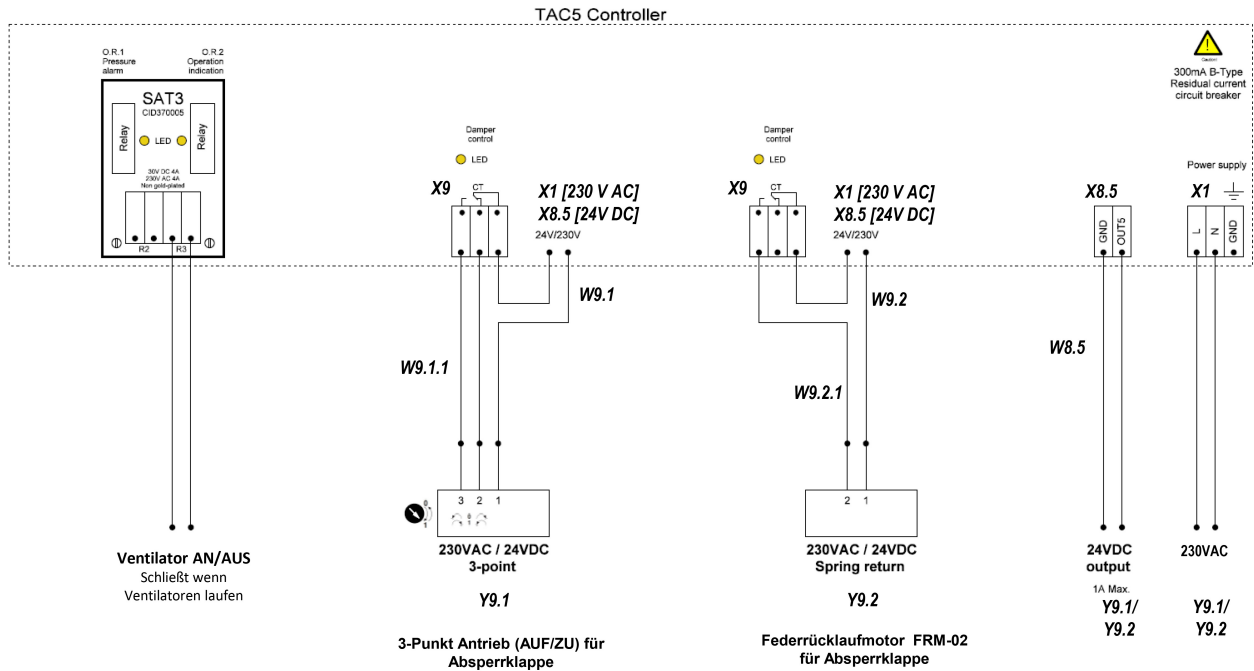 TAC5 Controller
O.R.1
Pressure
alarm
O.R.2
Operation
indication
SAT3
CID370005
Relay
LED
Relay
30V DC 4A
230V AC 4A
Non gold-plated
R2
R3
Ventilator AN/AUS
Schließt wenn
Ventilatoren laufen
Damper
control
LED
X9
CT
X1 [230 V AC]
X8.5 [24V DC]
24V/230V
W9.1
W9.1.1
3 2 1
0
1
0
1
230VAC / 24VDC
3-point
Y9.1
3-Punkt Antrieb (AUF/ZU) für
Absperrklappe
Damper
control
LED
X9
CT
X1 [230 V AC]
X8.5 [24V DC]
24V/230V
W9.2
W9.2.1
2 1
230VAC / 24VDC
Spring return
Y9.2
Federrücklaufmotor FRM-02
für Absperrklappe
Caution!
300mA B-Type
Residual current
circuit breaker
Power supply
X8.5
GND
OUT5
W8.5
24VDC
output
1A Max.
Y9.1/
Y9.2
X1
L
N
GND
230VAC
Y9.1/
Y9.2